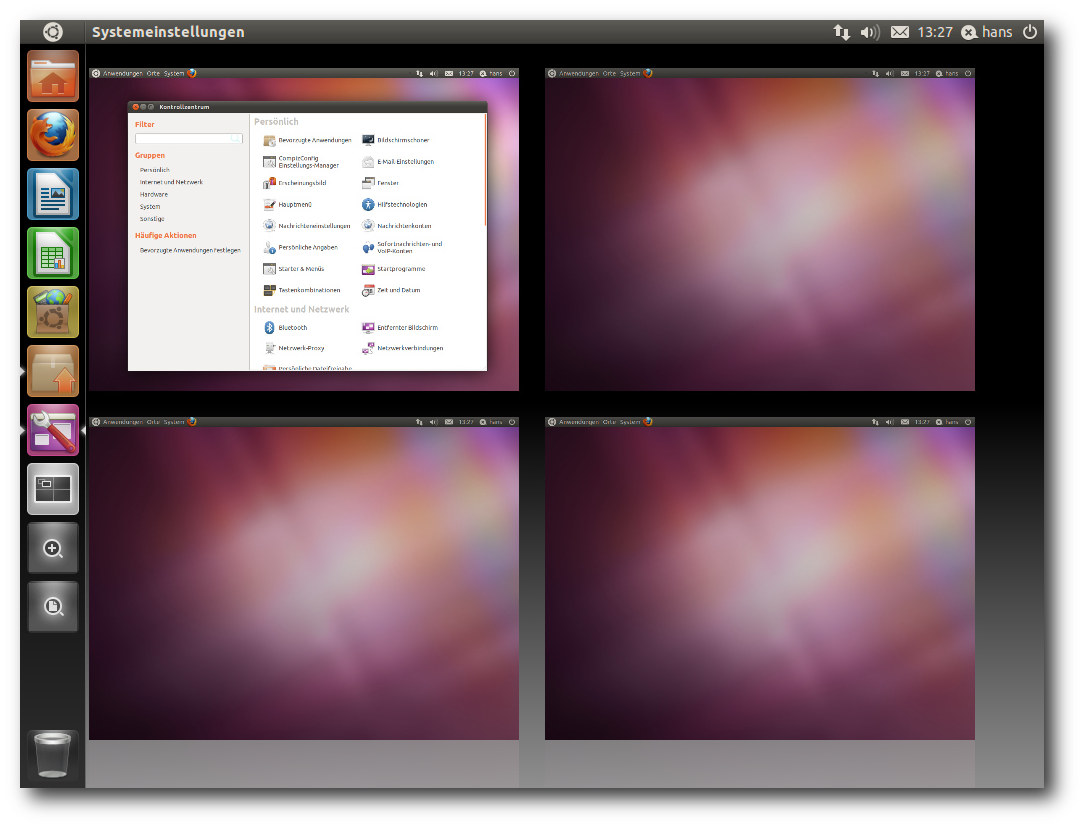 Systemeinstellungen
13:27 hans
Anwendungen Orte System
13:27 hans
Kontrollzentrum
Filter
Gruppen
Persönlich
Internet und Netzwerk
Hardware
System
Sonstige
Häufige Aktionen
Bevorzugte Anwendungen festlegen
Persönlich
Bevorzugte Anwendungen
Bildschirmschoner
CompizConfig
Einstellungs-Manager
E-Mail Einstellungen
Erscheinungsbild
Fenster
Hauptmenü
Hilfstechnologien
Nachrichteneinstellungen
Nachrichtenkonten
Persönliche Angaben
Sofortnachrichten- und
VoIP-Konten
Starter & Menüs
Startprogramme
Tastenkombinationen
Zeit und Datum
Internet und Netzwerk
Bluetooth
Entfernter Bildschirm
Netzwerk-Proxy
Netzwerkverbindungen
Persönliche Dateifreigabe
Anwendungen Orte System
13:27 hans
Anwendungen Orte System
13:27 hans
Anwendungen Orte System
13:27 hans